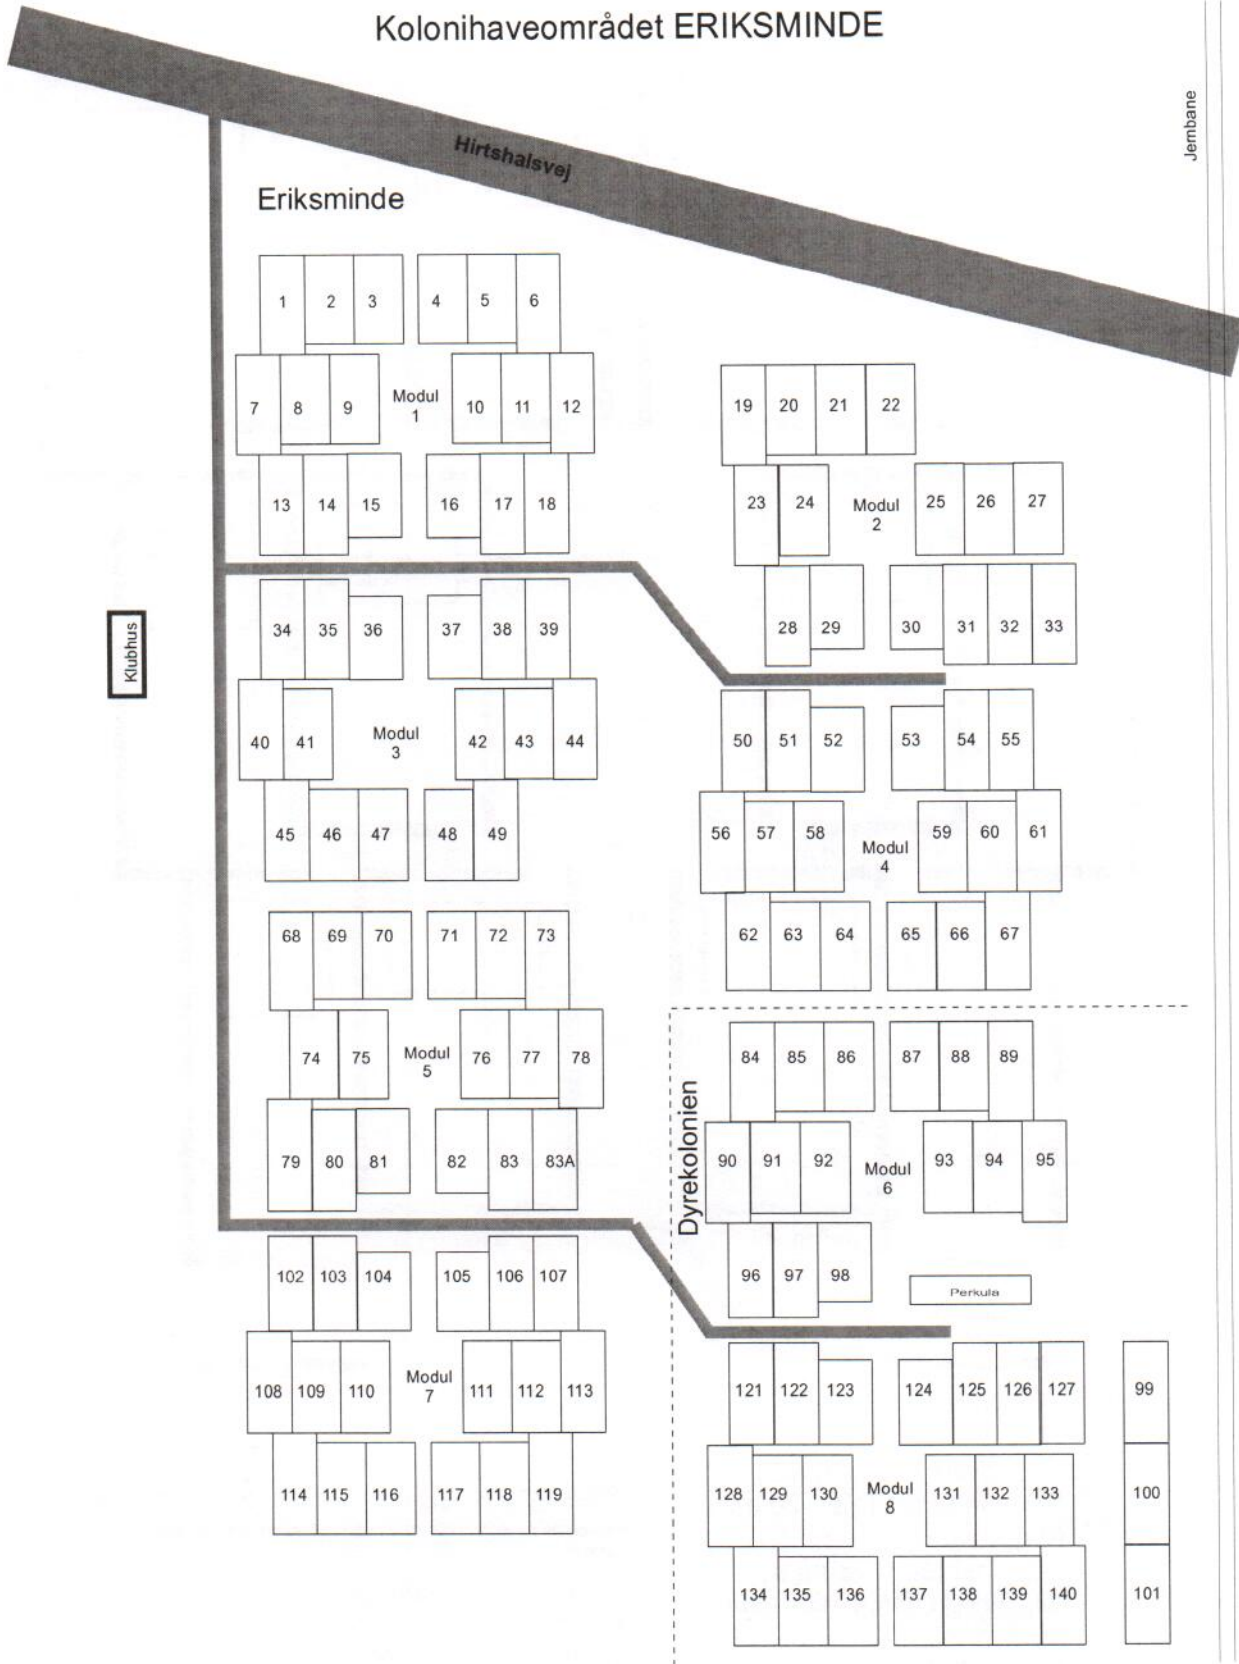 Kolonihaveområdet ERIKSMINDE
Jernbane
Hirtshalsvej
Eriksminde
1 2 3 4 5 6
7 8 9 Modul 1 10 11 12
13 14 15 16 17 18
19 20 21 22
23 24 Modul 2 25 26 27
28 29 30 31 32 33
Klubhus
34 35 36 37 38 39
40 41 Modul 3 42 43 44
45 46 47 48 49
50 51 52 53 54 55
56 57 58 Modul 4 59 60 61
62 63 64 65 66 67
68 69 70 71 72 73
74 75 Modul 5 76 77 78
79 80 81 82 83 83A
Dyrekolonien
84 85 86 87 88 89
90 91 92 Modul 6 93 94 95
96 97 98
Perkula
102 103 104 105 106 107
108 109 110 Modul 7 111 112 113
114 115 116 117 118 119
121 122 123 124 125 126 127 99
128 129 130 Modul 8 131 132 133 100
134 135 136 137 138 139 140 101